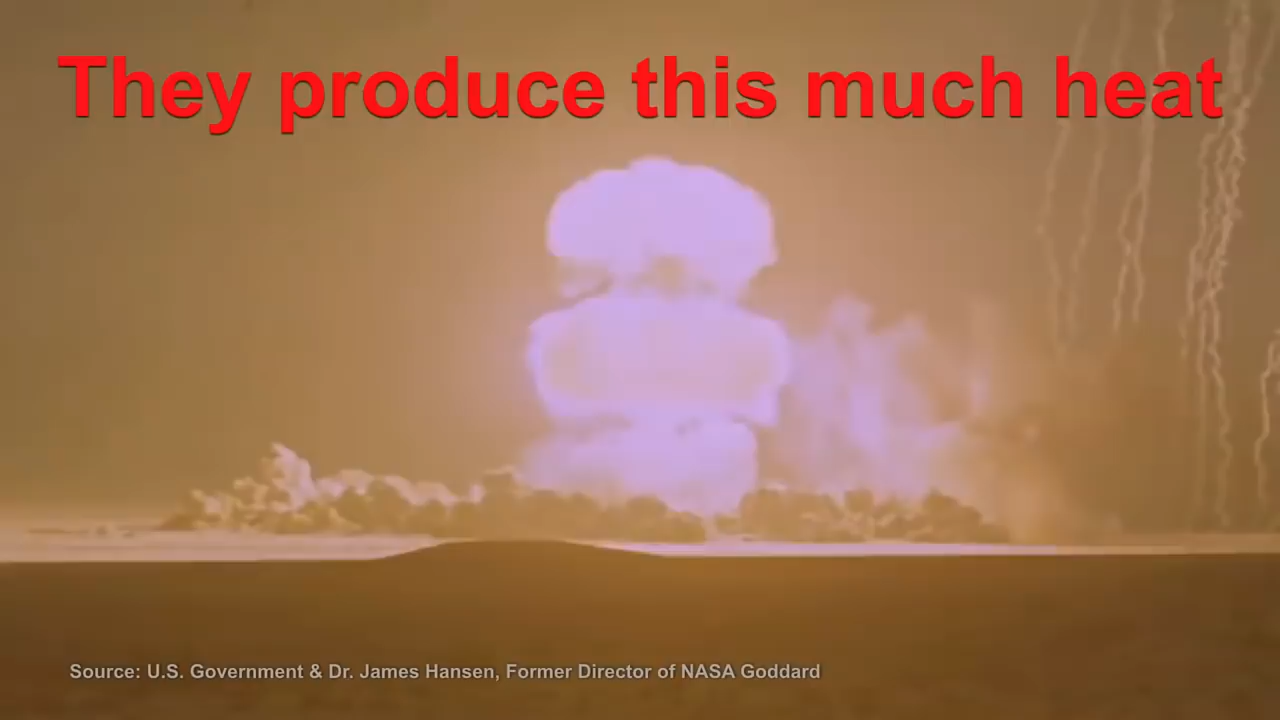 They produce this much heat
Source: U.S. Government & Dr. James Hansen, Former Director of NASA Goddard